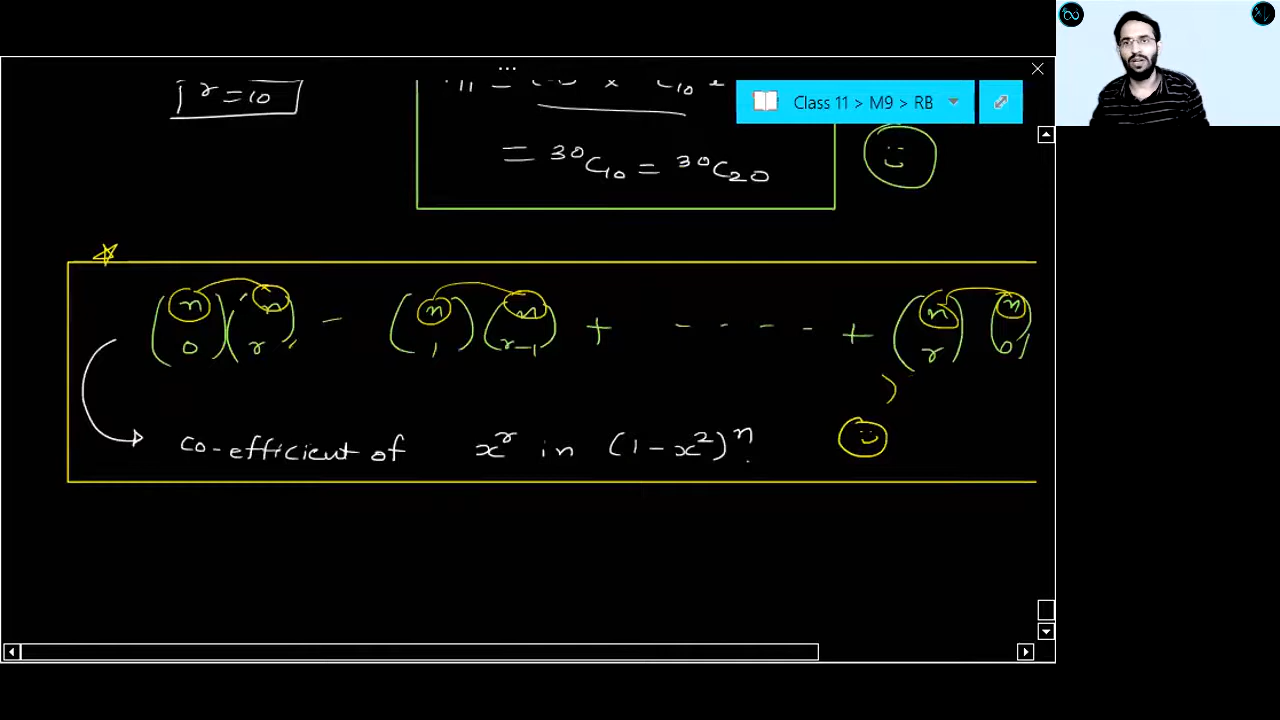 r = 10
Class 11 > M9 > RB
= ³⁰C₁₀ = ³⁰C₂₀
(n 0)(n r) - (n 1)(n r-1) + - - - - + (n r)(n 0)
co-efficient of x^r in (1 - x²)^n